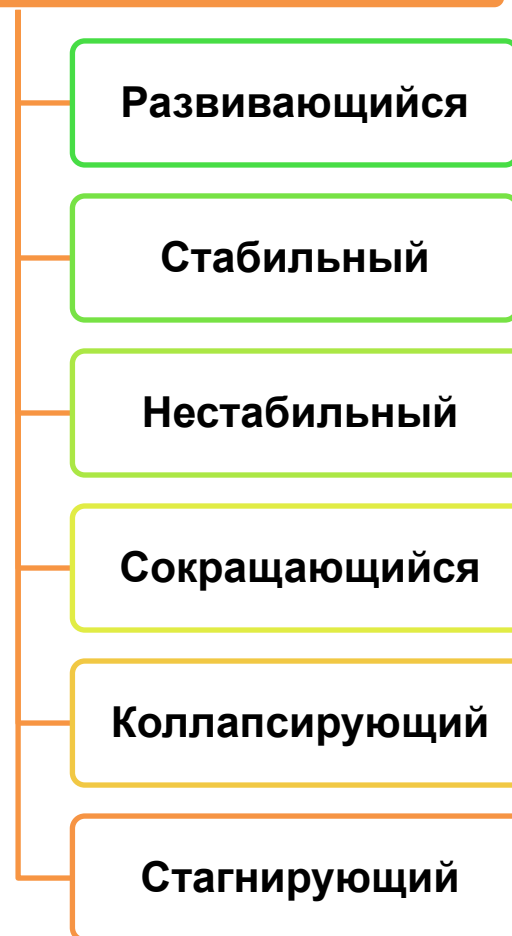 Развивающийся
Стабильный
Нестабильный
Сокращающийся
Коллапсирующий
Стагнирующий